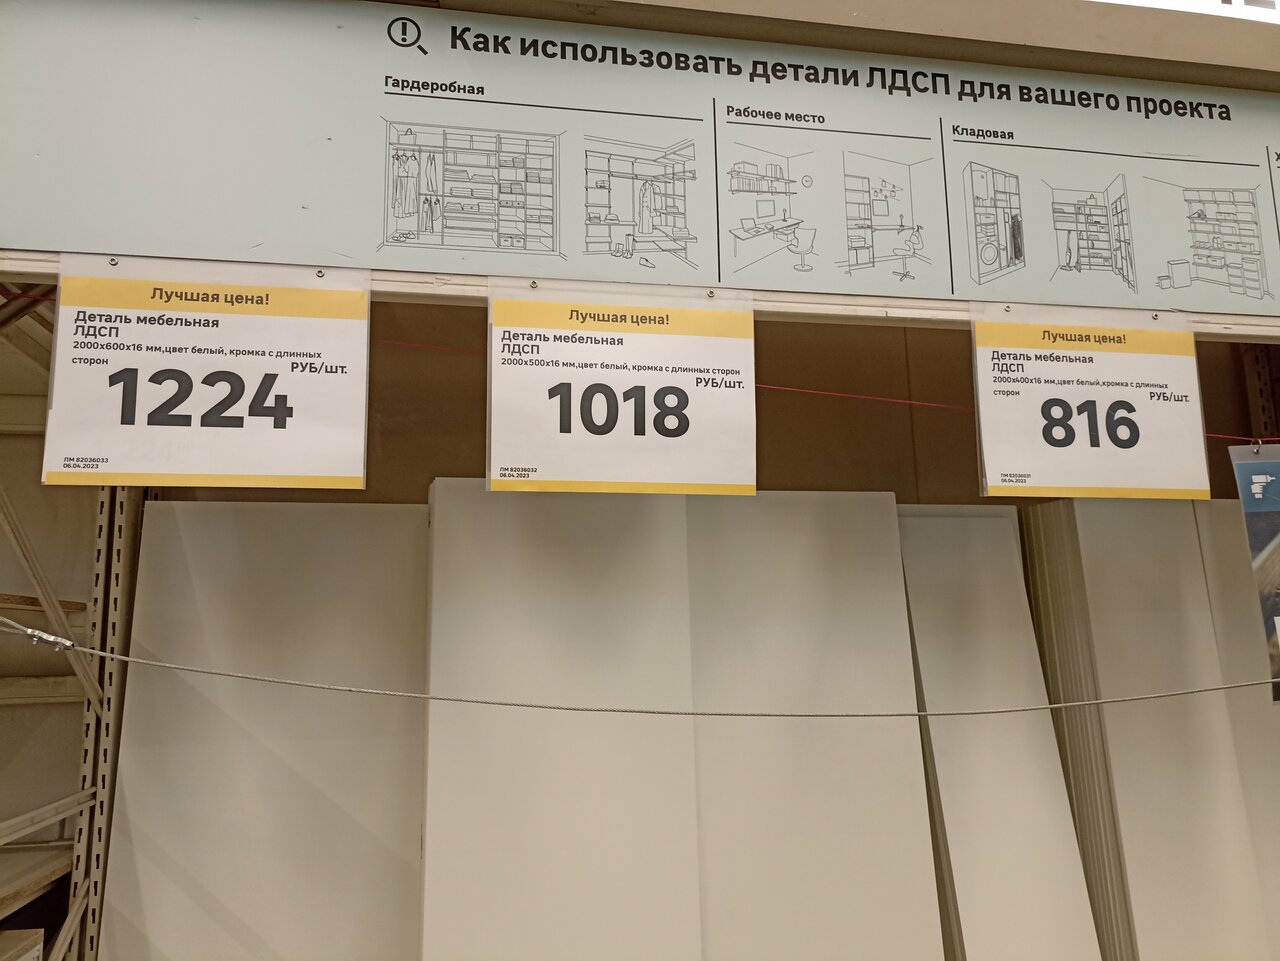 Как использовать детали ЛДСП для вашего проекта
Гардеробная
Рабочее место
Кладовая
Лучшая цена!
Деталь мебельная
ЛДСП
2000х600х16 мм,цвет белый, кромка с длинных
сторон
РУБ/шт.
1224
ЛМ 82036033
06.04.2023
Лучшая цена!
Деталь мебельная
ЛДСП
2000х500х16 мм,цвет белый, кромка с длинных сторон
РУБ/шт.
1018
ЛМ 82036032
06.04.2023
Лучшая цена!
Деталь мебельная
ЛДСП
2000х400х16 мм,цвет белый,кромка с длинных
сторон
РУБ/шт.
816
ЛМ 82036031
06.04.2023